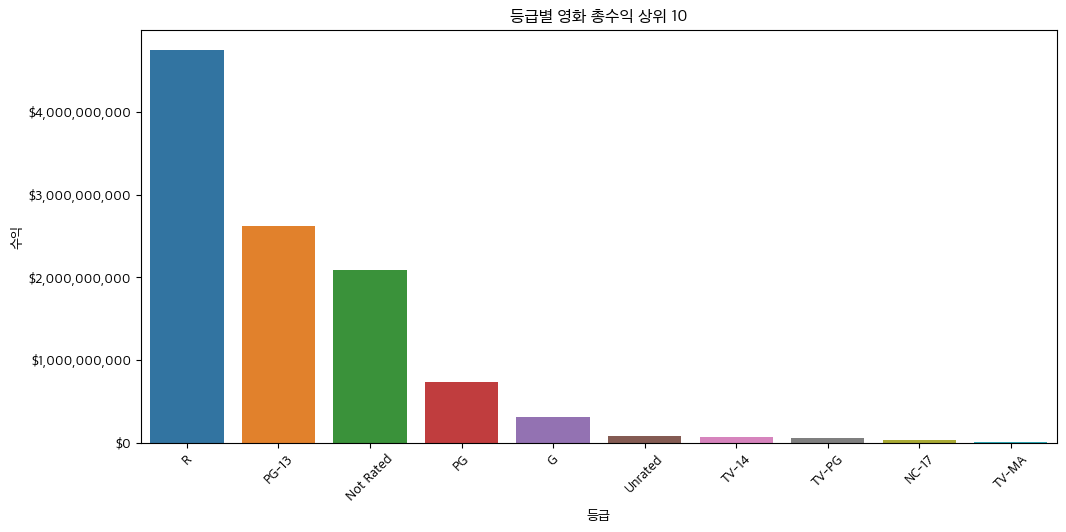 등급별 영화 총수익 상위 10
수익
$4,000,000,000
$3,000,000,000
$2,000,000,000
$1,000,000,000
$0
R
PG-13
Not Rated
PG
G
Unrated
TV-14
TV-PG
NC-17
TV-MA
등급